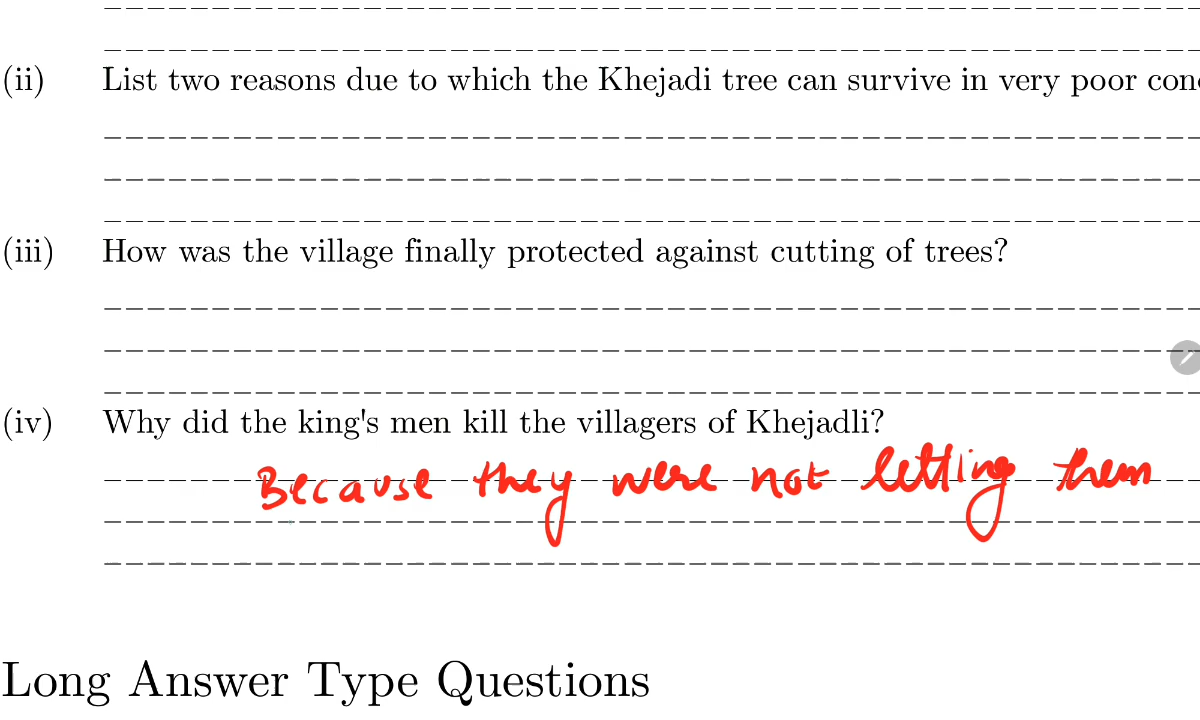 (ii) List two reasons due to which the Khejadi tree can survive in very poor
(iii) How was the village finally protected against cutting of trees?
(iv) Why did the king's men kill the villagers of Khejadli?
Because they were not letting them
Long Answer Type Questions